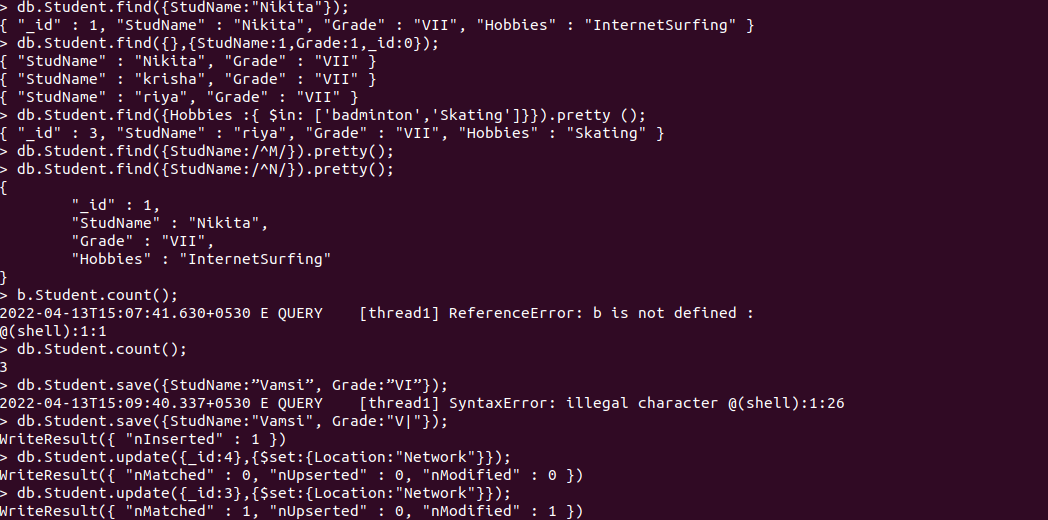 > db.Student.find({StudName:"Nikita"});
{ "_id" : 1, "StudName" : "Nikita", "Grade" : "VII", "Hobbies" : "InternetSurfing" }
> db.Student.find({},{StudName:1,Grade:1,_id:0});
{ "StudName" : "Nikita", "Grade" : "VII" }
{ "StudName" : "krisha", "Grade" : "VII" }
{ "StudName" : "riya", "Grade" : "VII" }
> db.Student.find({Hobbies :{ $in: ['badminton','Skating']}}).pretty ();
{ "_id" : 3, "StudName" : "riya", "Grade" : "VII", "Hobbies" : "Skating" }
> db.Student.find({StudName:/^M/}).pretty();
> db.Student.find({StudName:/^N/}).pretty();
{
"_id" : 1,
"StudName" : "Nikita",
"Grade" : "VII",
"Hobbies" : "InternetSurfing"
}
> b.Student.count();
2022-04-13T15:07:41.630+0530 E QUERY    [thread1] ReferenceError: b is not defined :
@(shell):1:1
> db.Student.count();
3
> db.Student.save({StudName:”Vamsi”, Grade:”VI”});
2022-04-13T15:09:40.337+0530 E QUERY    [thread1] SyntaxError: illegal character @(shell):1:26
> db.Student.save({StudName:"Vamsi", Grade:"V|"});
WriteResult({ "nInserted" : 1 })
> db.Student.update({_id:4},{$set:{Location:"Network"}});
WriteResult({ "nMatched" : 0, "nUpserted" : 0, "nModified" : 0 })
> db.Student.update({_id:3},{$set:{Location:"Network"}});
WriteResult({ "nMatched" : 1, "nUpserted" : 0, "nModified" : 1 })